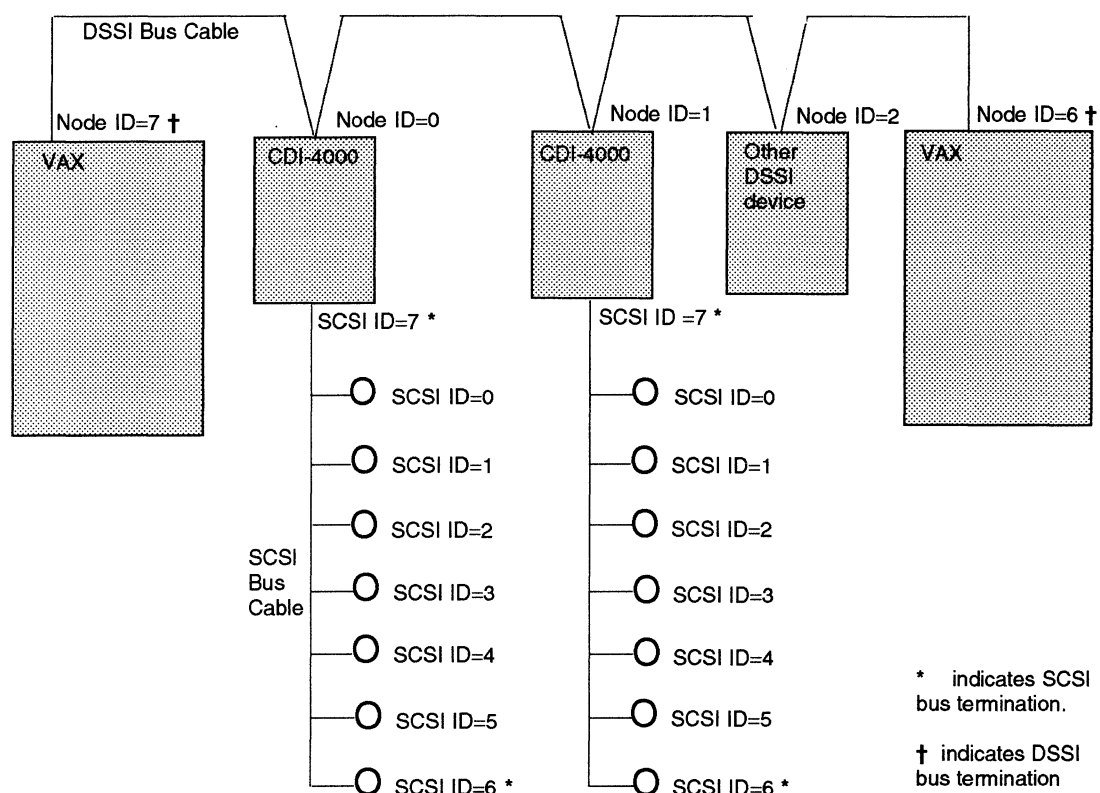 DSSI Bus Cable
Node ID=7 †
Node ID=0
Node ID=1
Node ID=2
Node ID=6 †
VAX
CDI-4000
CDI-4000
Other
DSSI
device
VAX
SCSI ID=7 *
SCSI ID =7 *
SCSI ID=0
SCSI ID=0
SCSI ID=1
SCSI ID=1
SCSI ID=2
SCSI ID=2
SCSI
Bus
Cable
SCSI ID=3
SCSI ID=3
SCSI ID=4
SCSI ID=4
SCSI ID=5
SCSI ID=5
SCSI ID=6 *
SCSI ID=6 *
* indicates SCSI
bus termination.
† indicates DSSI
bus termination